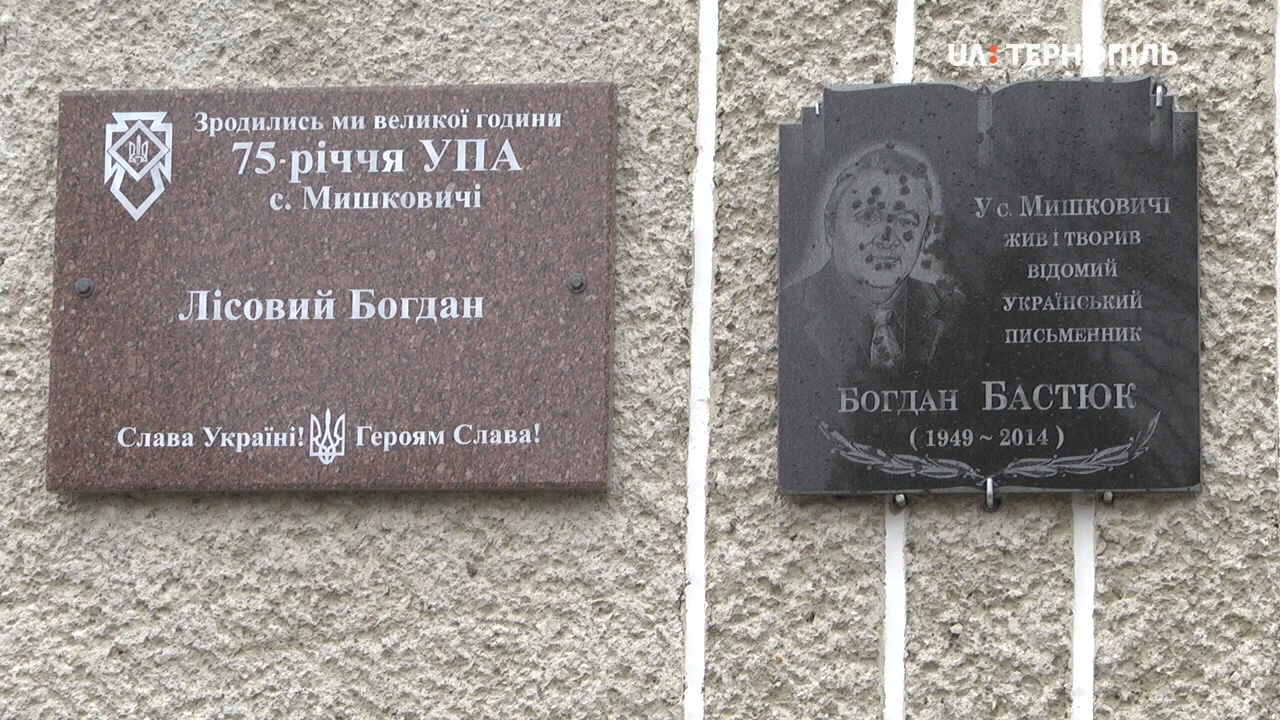 UA: ТЕРНОПІЛЬ
Зродились ми великої години
75-річчя УПА
с. Мишковичі
Лісовий Богдан
Слава Україні! Героям Слава!
У с. Мишковичі
жив і творив
відомий
український
письменник
Богдан Бастюк
( 1949 ~ 2014 )